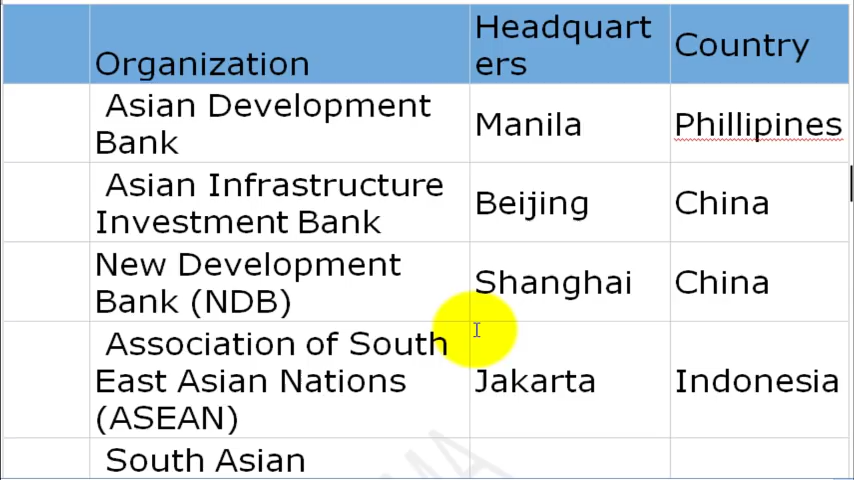 Organization Headquart
ers Country
Asian Development
Bank Manila Phillipines
Asian Infrastructure
Investment Bank Beijing China
New Development
Bank (NDB) Shanghai China
Association of South
East Asian Nations
(ASEAN) Jakarta Indonesia
South Asian